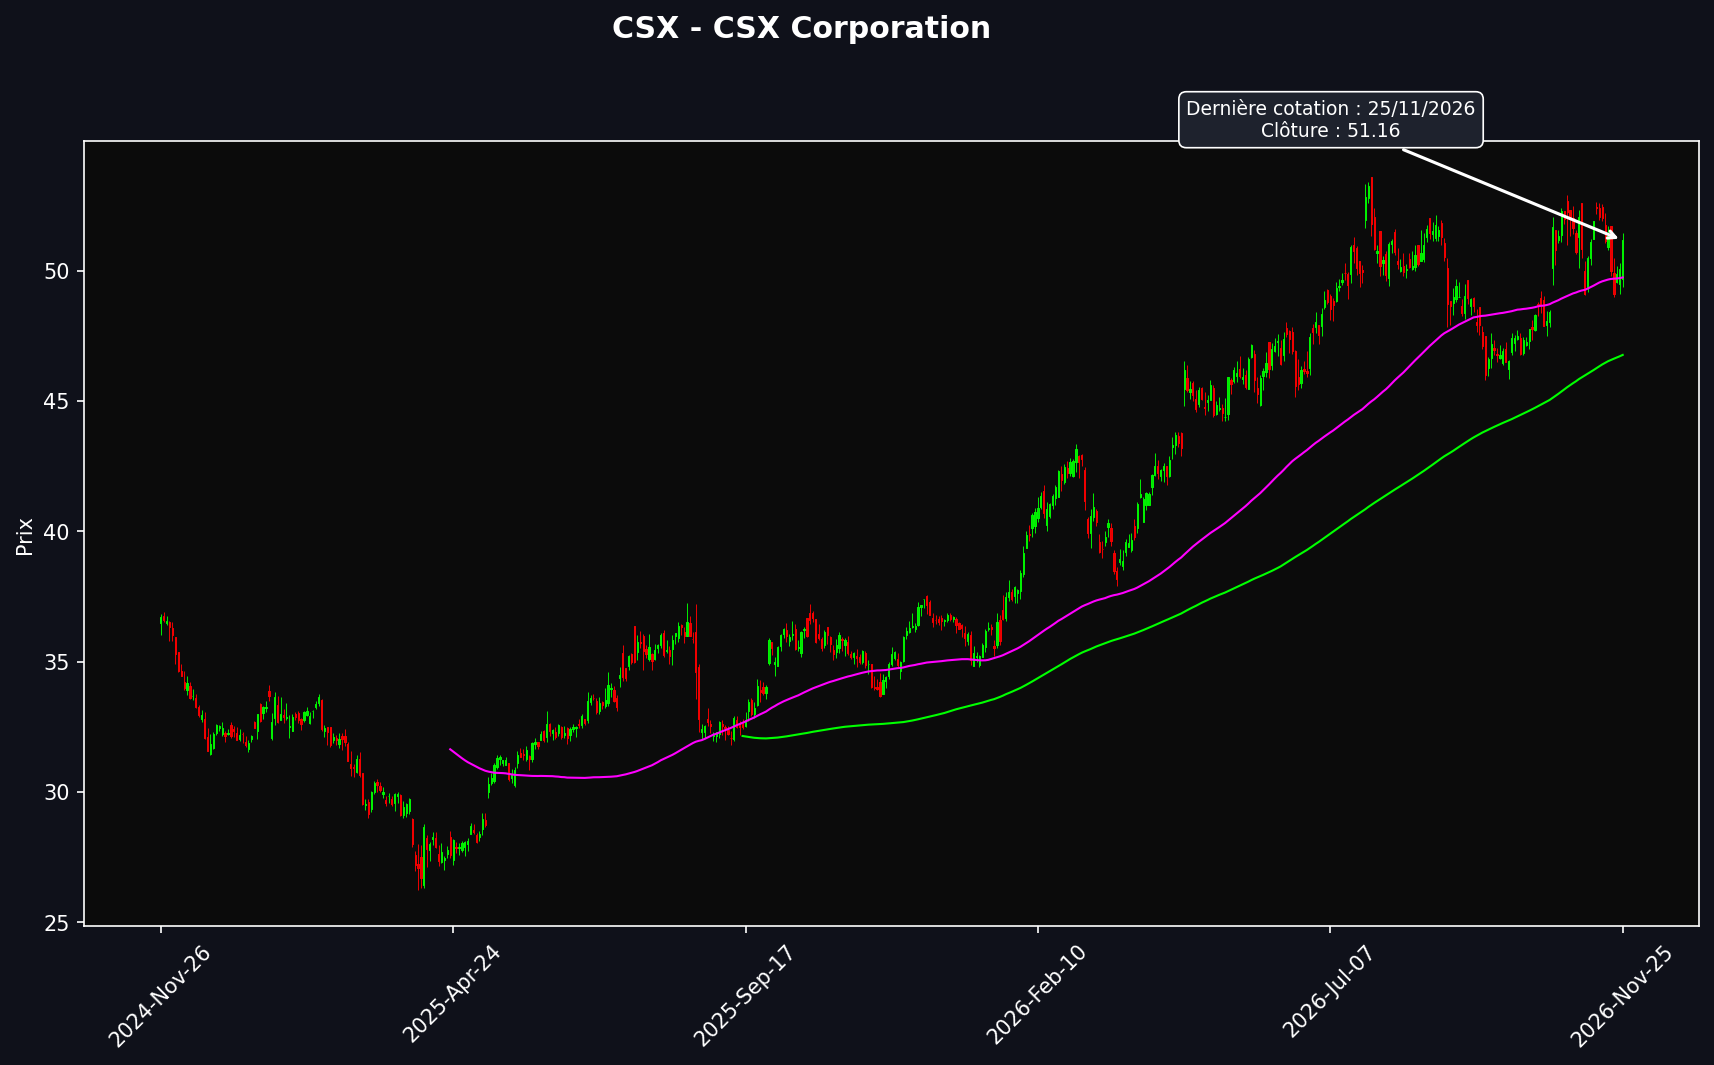 CSX - CSX Corporation
Dernière cotation : 25/11/2026
Clôture : 51.16
Prix
50
45
40
35
30
25
2024-Nov-26
2025-Apr-24
2025-Sep-17
2026-Feb-10
2026-Jul-07
2026-Nov-25